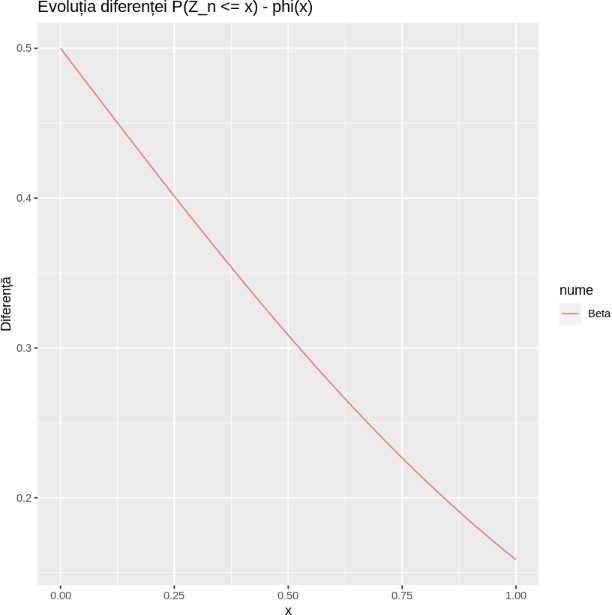 Evoluția diferenței P(Z_n <= x) - phi(x)
0.5
0.4
0.3
0.2
Diferență
0.00 0.25 0.50 0.75 1.00
x
nume
Beta